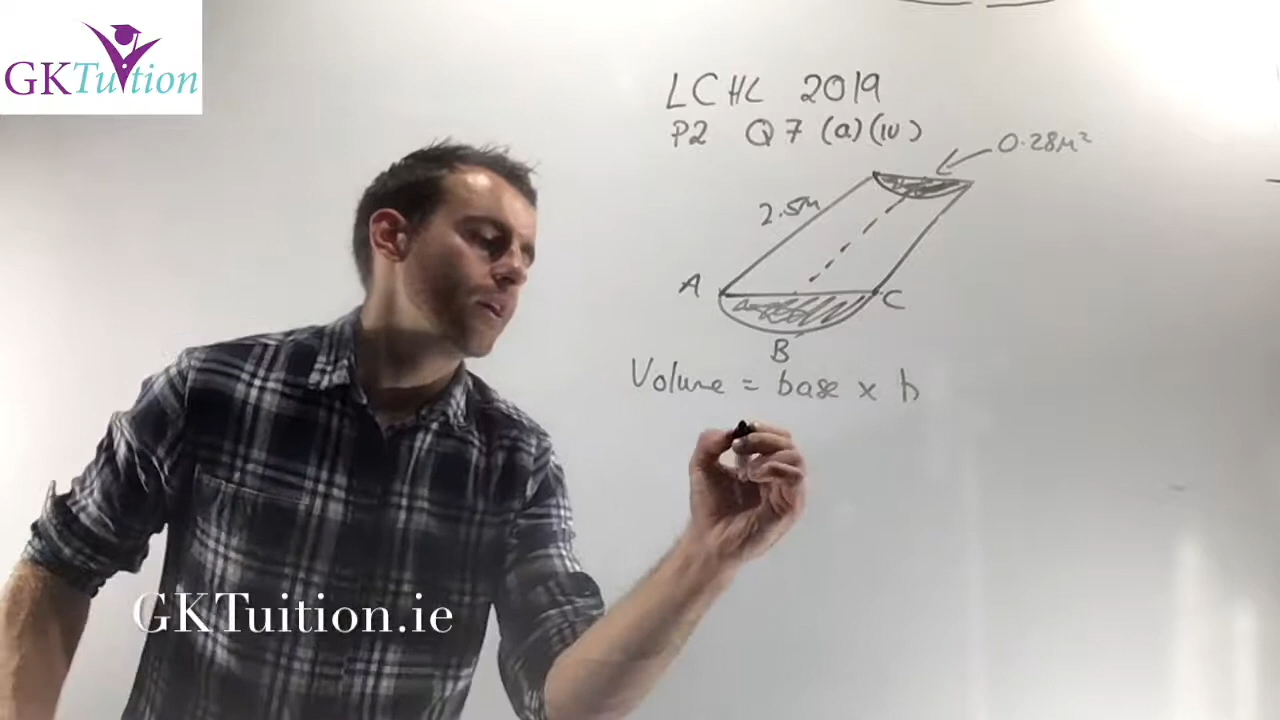 GKTuition
LCHL 2019
P2 Q7 (a)(iv)
0.28m²
2.5m
A
C
B
Volume = base x h
GKTuition.ie